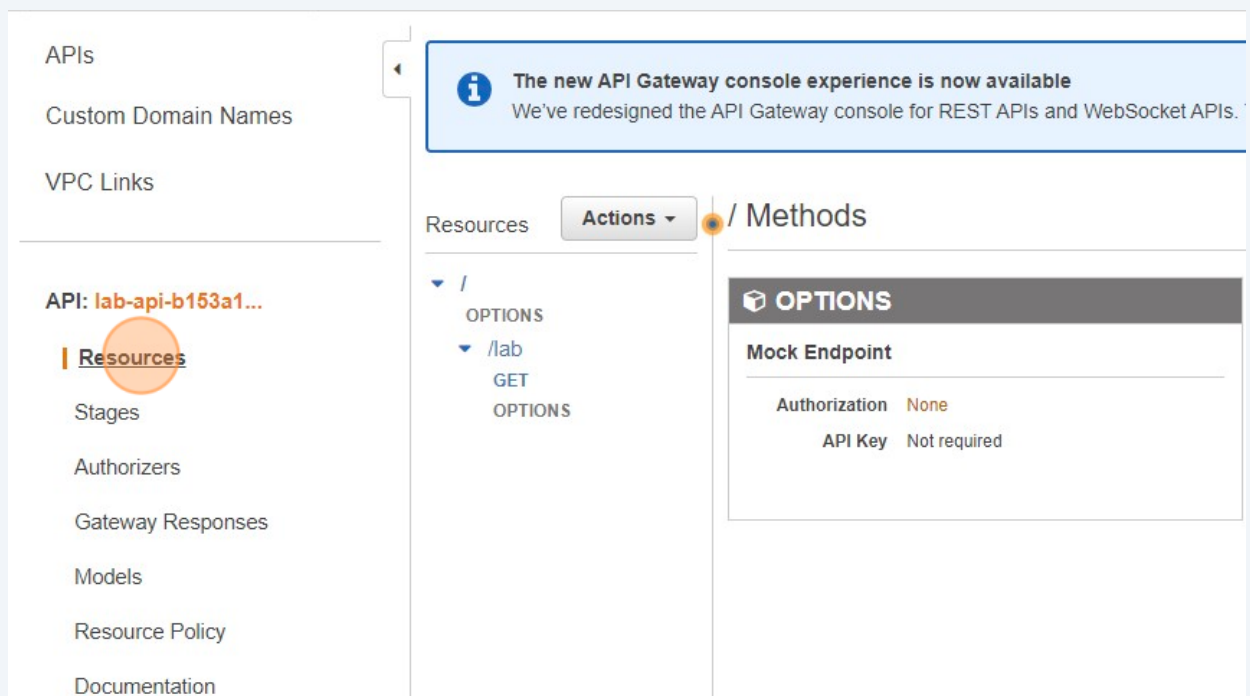 APIs
Custom Domain Names
VPC Links
API: lab-api-b153a1...
Resources
Stages
Authorizers
Gateway Responses
Models
Resource Policy
Documentation
The new API Gateway console experience is now available
We've redesigned the API Gateway console for REST APIs and WebSocket APIs.
Resources
Actions
/
OPTIONS
/lab
GET
OPTIONS
/ Methods
OPTIONS
Mock Endpoint
Authorization None
API Key Not required